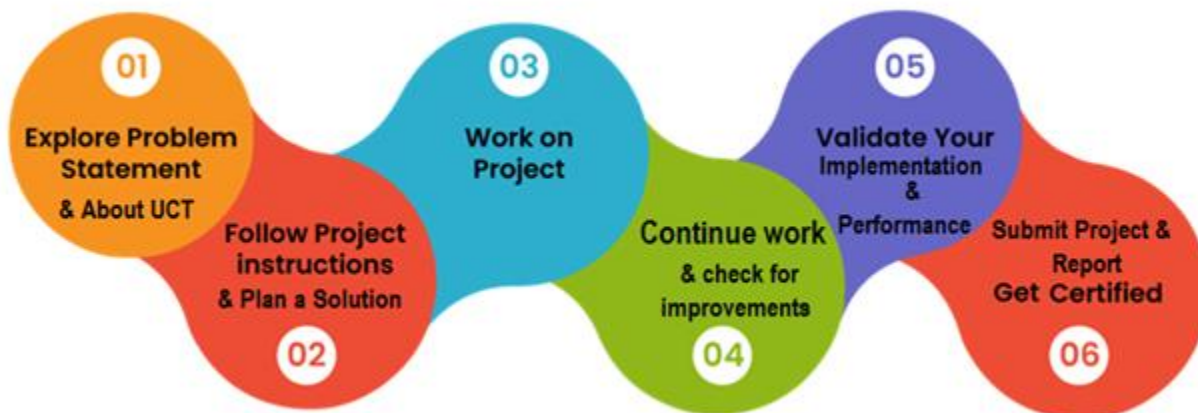 01
Explore Problem
Statement
& About UCT
Follow Project
instructions
& Plan a Solution
02
03
Work on
Project
Continue work
& check for
improvements
04
05
Validate Your
Implementation
&
Performance
Submit Project &
Report
Get Certified
06